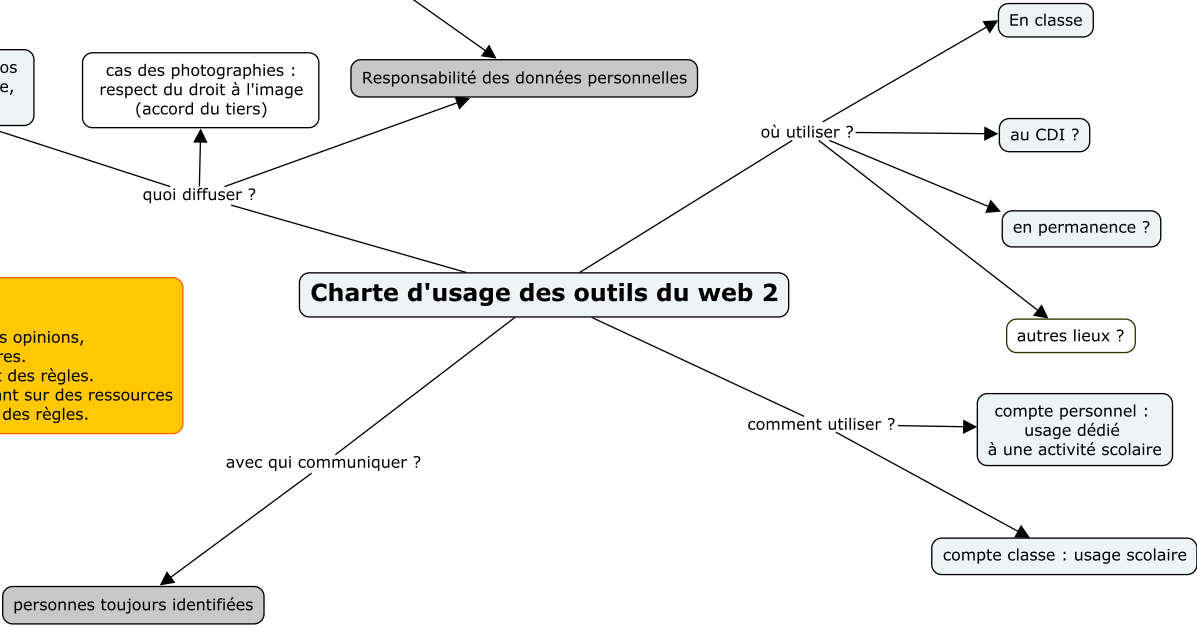 En classe
cas des photographies :
respect du droit à l'image
(accord du tiers)
Responsabilité des données personnelles
où utiliser ?
au CDI ?
quoi diffuser ?
en permanence ?
Charte d'usage des outils du web 2
autres lieux ?
opinions,
des règles.
sur des ressources
des règles.
compte personnel :
usage dédié
à une activité scolaire
comment utiliser ?
avec qui communiquer ?
compte classe : usage scolaire
personnes toujours identifiées